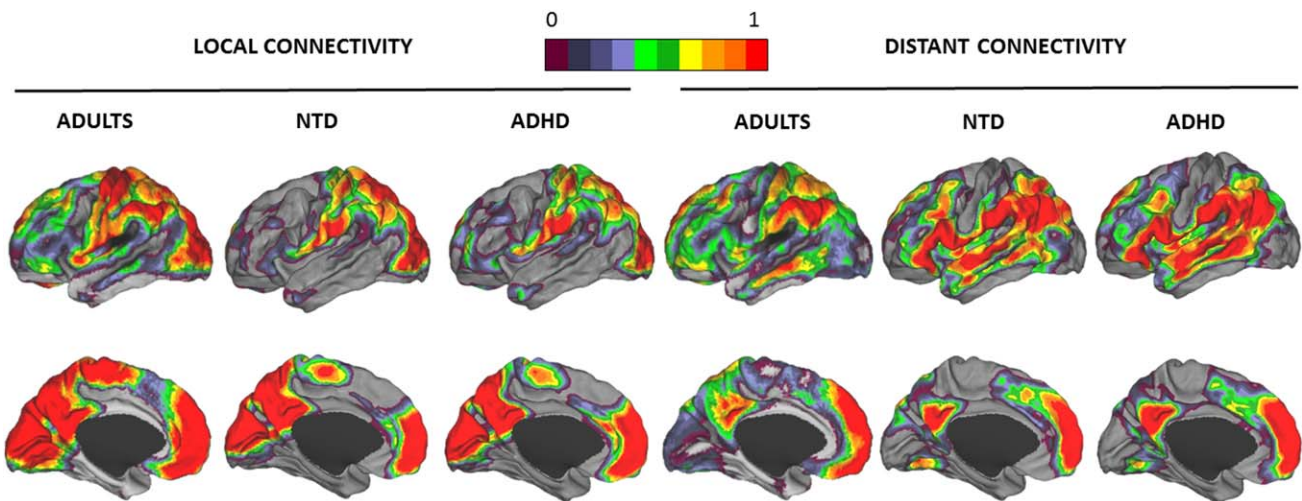 0 1
LOCAL CONNECTIVITY DISTANT CONNECTIVITY
ADULTS NTD ADHD ADULTS NTD ADHD